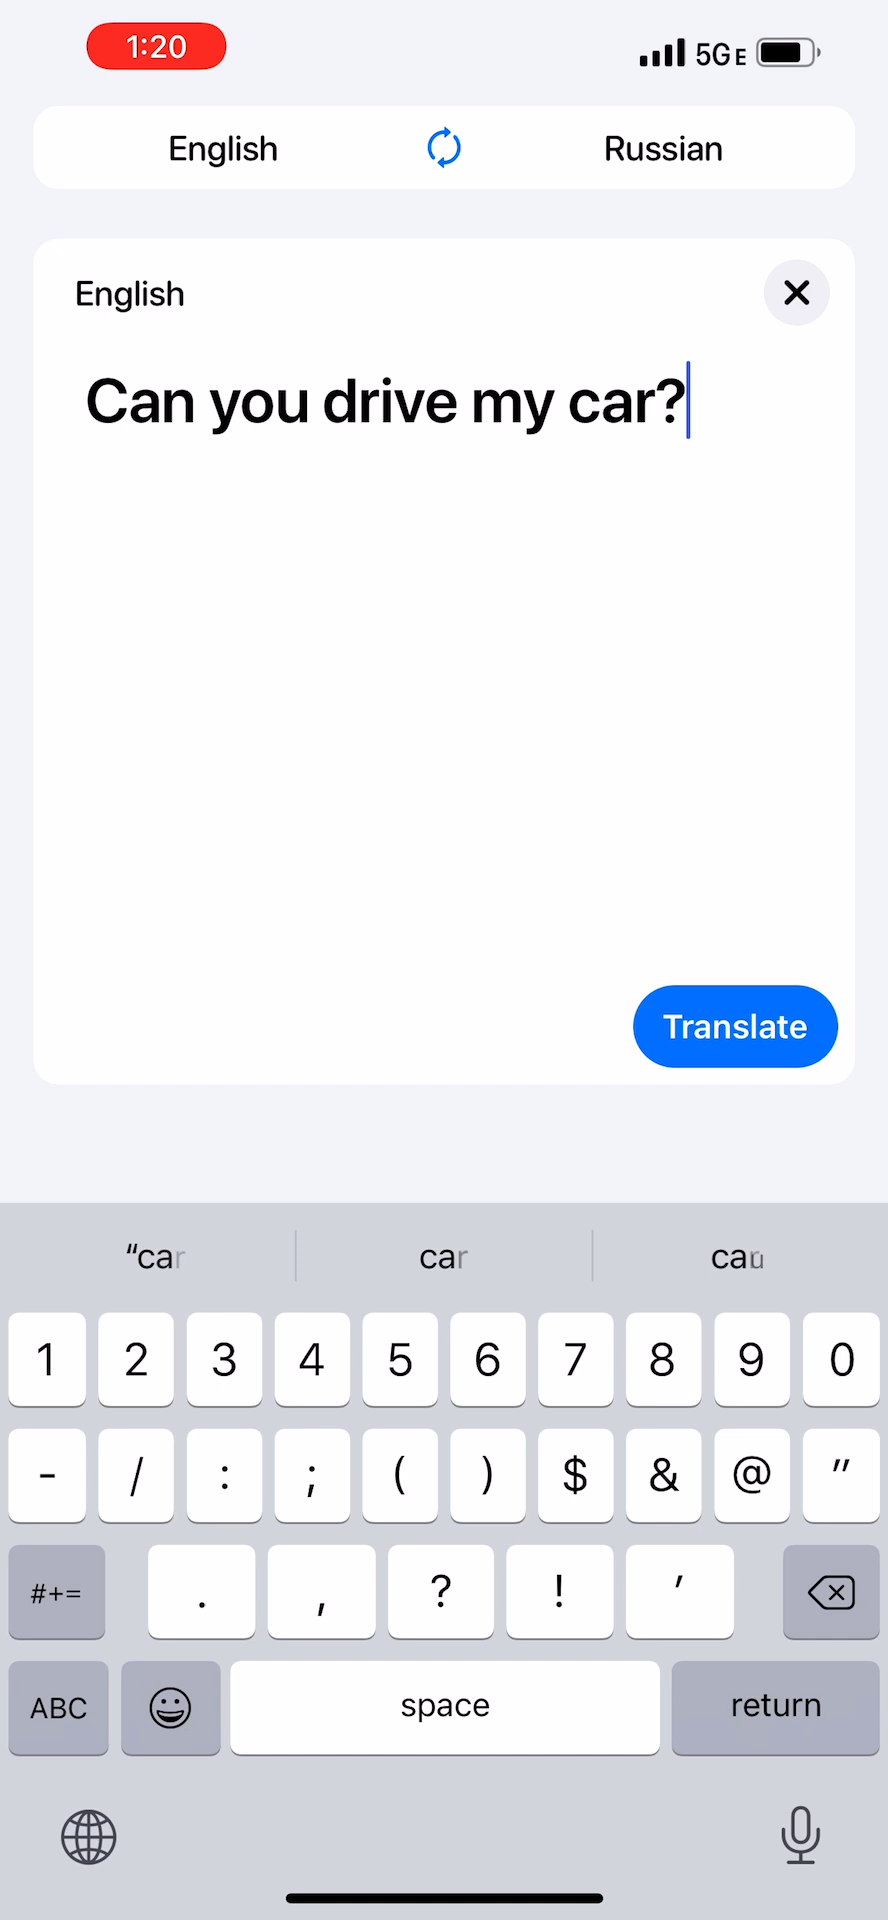 1:20
5G E
English
Russian
English
Can you drive my car?
Translate
“car
car
1 2 3 4 5 6 7 8 9 0
- / : ; ( ) $ & @ "
#+= . , ? ! '
ABC
space
return